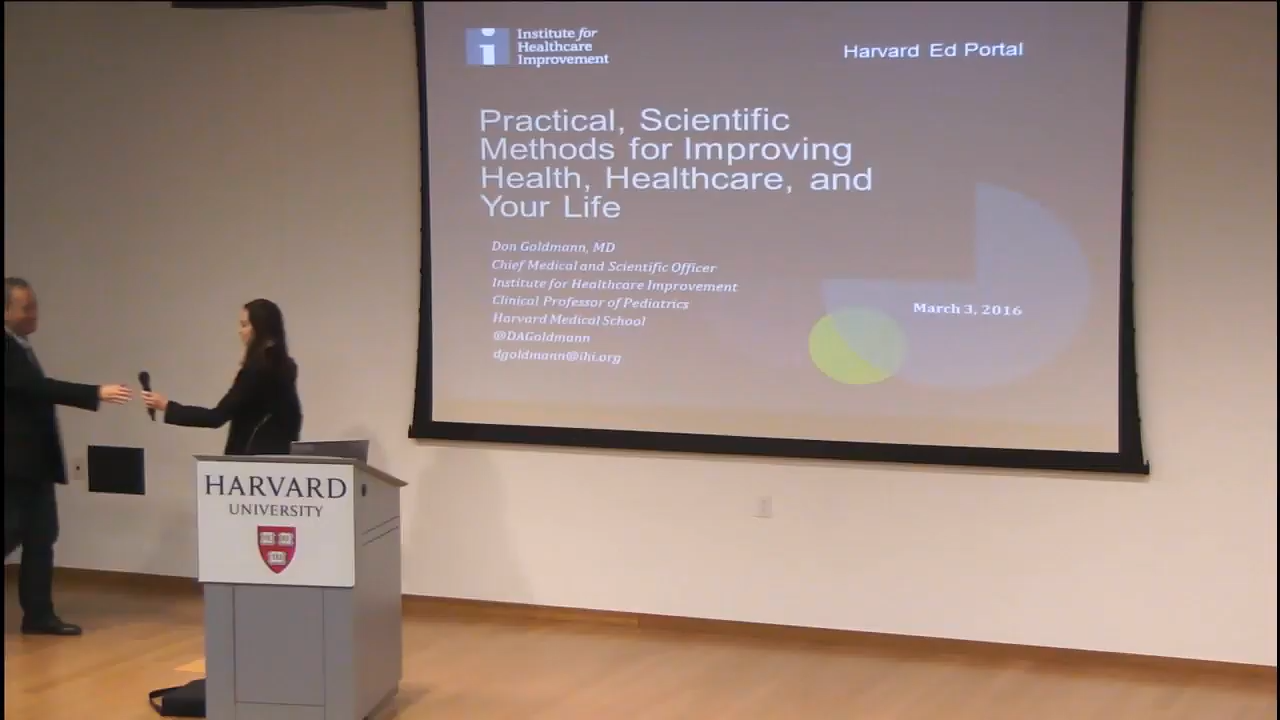 Institute for
Healthcare
Improvement
Harvard Ed Portal
Practical, Scientific
Methods for Improving
Health, Healthcare, and
Your Life
Don Goldmann, MD
Chief Medical and Scientific Officer
Institute for Healthcare Improvement
Clinical Professor of Pediatrics
Harvard Medical School
@DAGoldmann
dgoldmann@ihi.org
March 3, 2016
HARVARD
UNIVERSITY